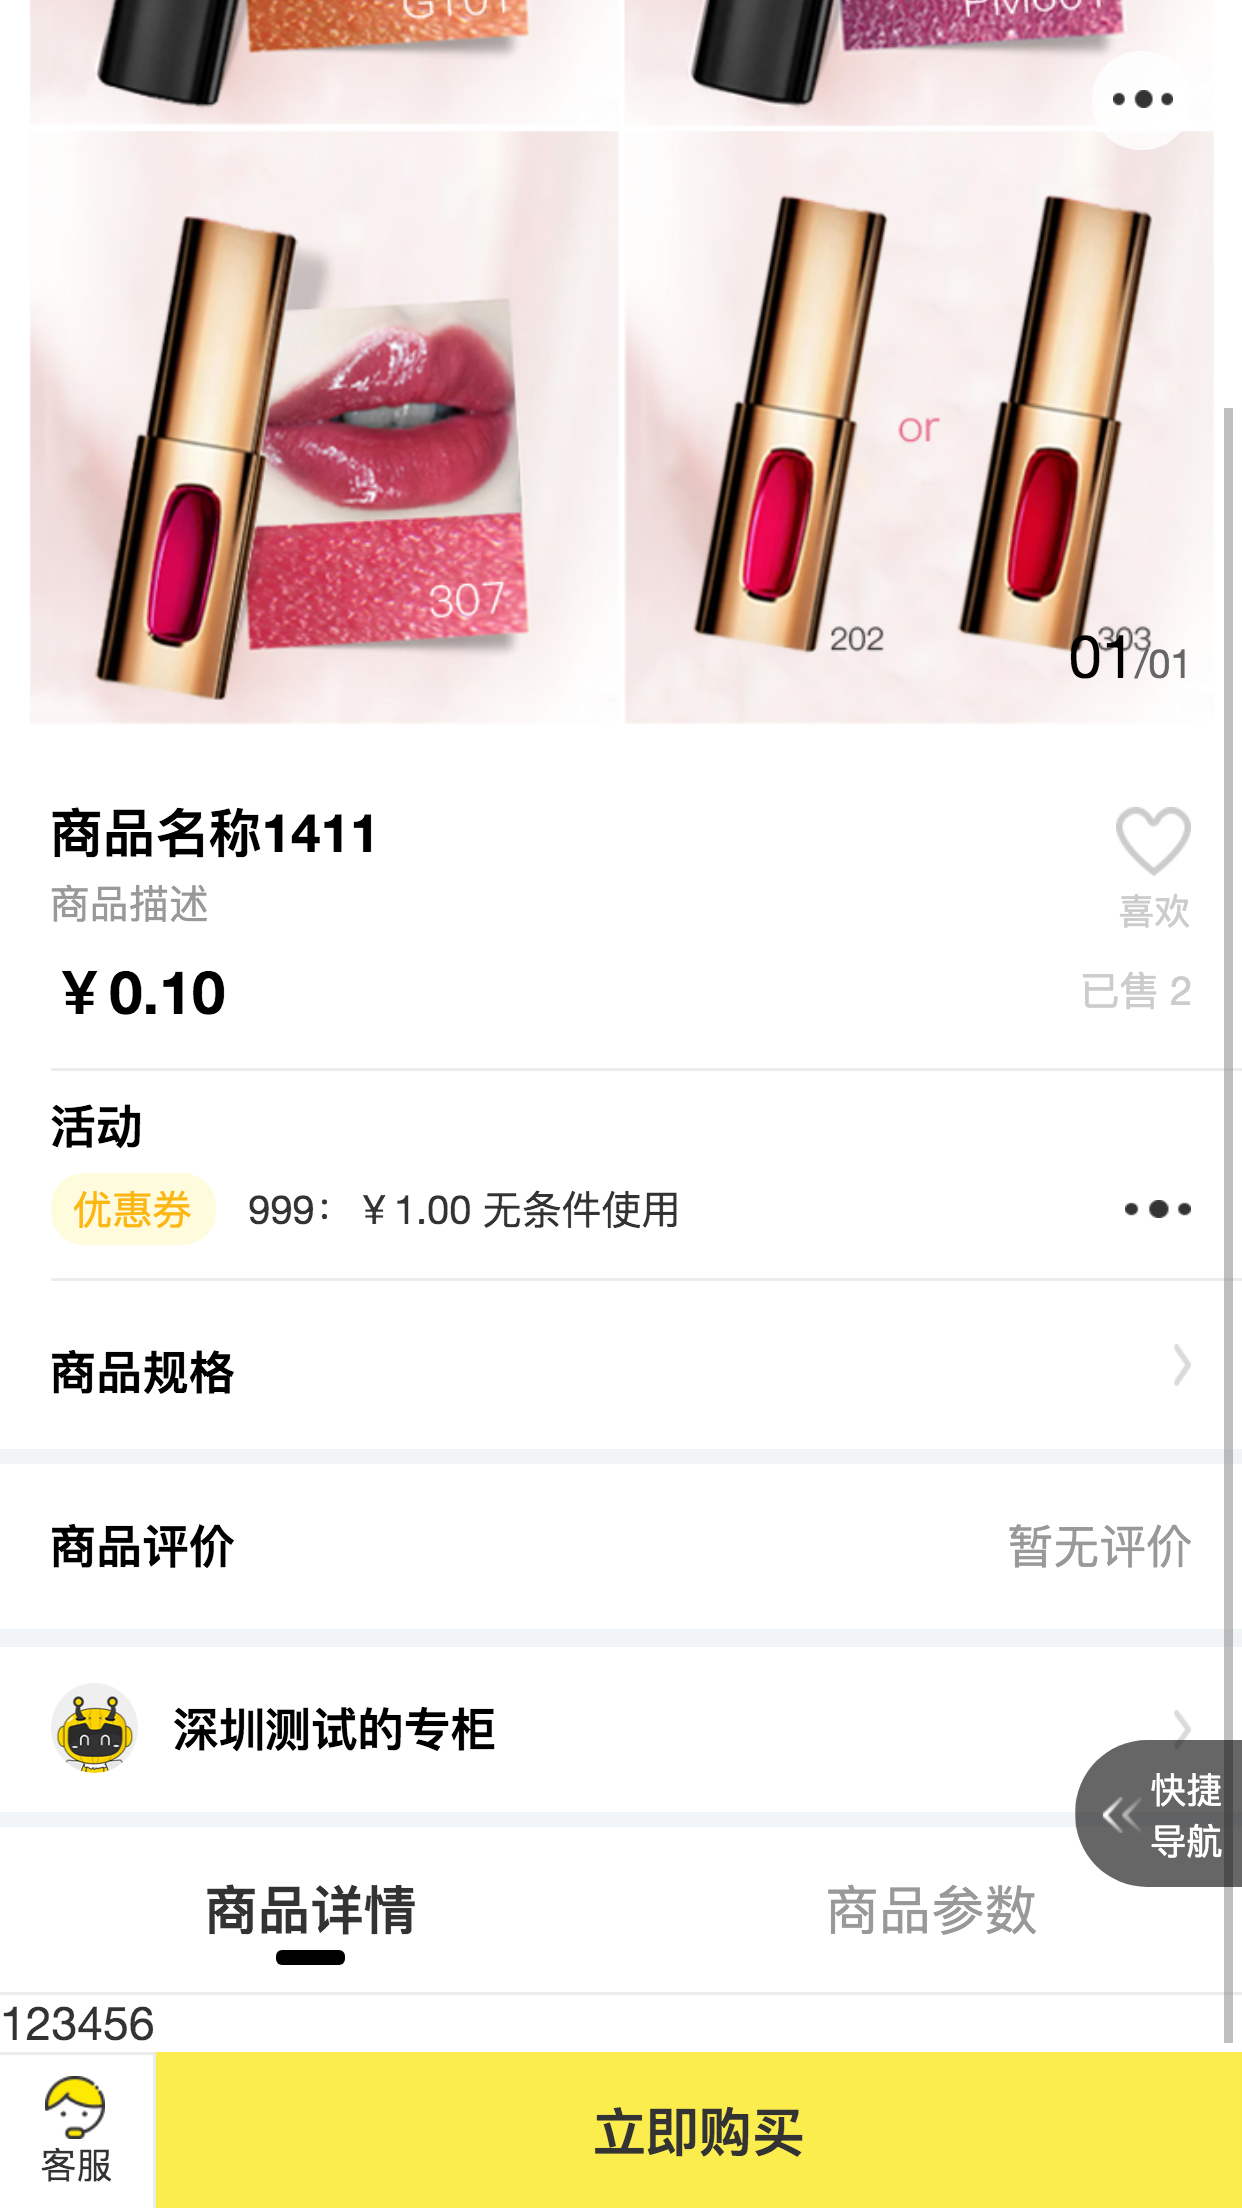 307
or
202
303
01/01
商品名称1411
商品描述
喜欢
¥0.10
已售 2
活动
优惠券
999： ¥1.00 无条件使用
商品规格
商品评价
暂无评价
深圳测试的专柜
快捷
导航
商品详情
商品参数
123456
客服
立即购买